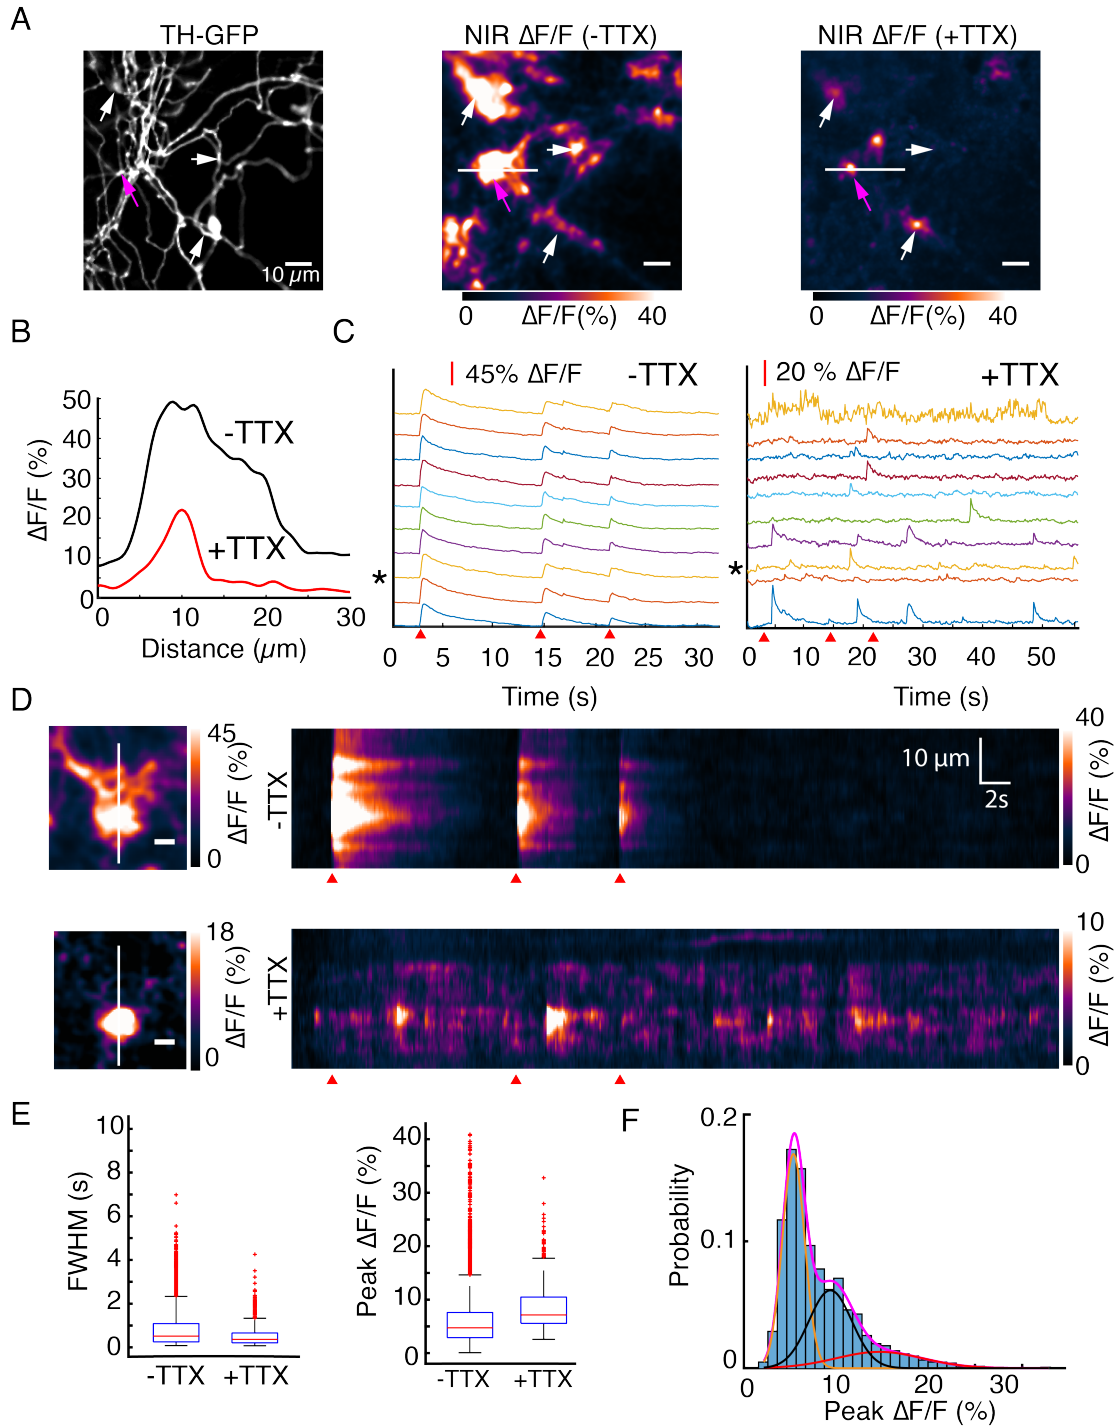 A
TH-GFP
NIR ΔF/F (-TTX)
NIR ΔF/F (+TTX)
10 µm
0 ΔF/F(%) 40
0 ΔF/F(%) 40
B
50
40
30
20
10
0
ΔF/F (%)
-TTX
+TTX
0 10 20 30
Distance (µm)
C
45% ΔF/F
-TTX
*
0 5 10 15 20 25 30
Time (s)
20 % ΔF/F
+TTX
*
0 10 20 30 40 50
Time (s)
D
45
0
ΔF/F (%)
-TTX
10 µm
2s
40
0
ΔF/F (%)
18
0
ΔF/F (%)
+TTX
10
0
ΔF/F (%)
E
10
8
6
4
2
0
FWHM (s)
-TTX +TTX
40
30
20
10
0
Peak ΔF/F (%)
-TTX +TTX
F
0.2
0.1
0
Probability
0 10 20 30
Peak ΔF/F (%)